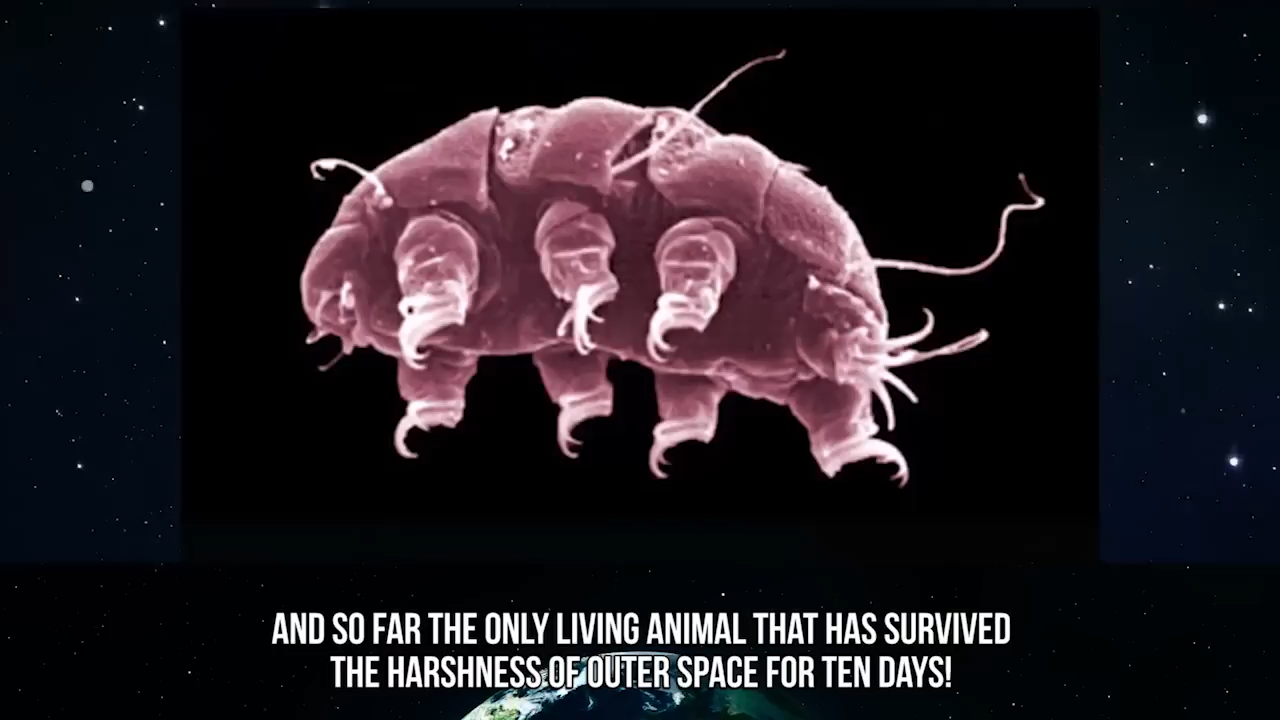 AND SO FAR THE ONLY LIVING ANIMAL THAT HAS SURVIVED
THE HARSHNESS OF OUTER SPACE FOR TEN DAYS!